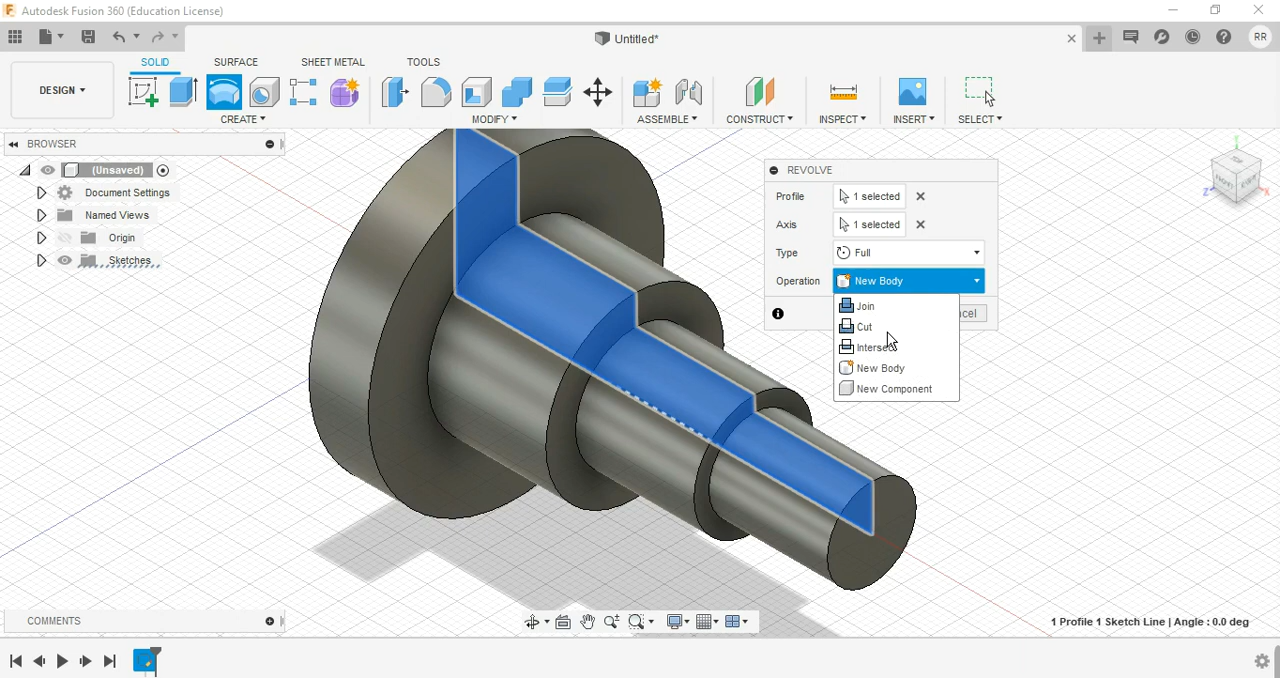 Autodesk Fusion 360 (Education License)
Untitled*
RR
SOLID SURFACE SHEET METAL TOOLS
DESIGN
CREATE MODIFY ASSEMBLE CONSTRUCT INSPECT INSERT SELECT
BROWSER
(Unsaved)
Document Settings
Named Views
Origin
Sketches
REVOLVE
Profile 1 selected
Axis 1 selected
Type Full
Operation New Body
Join
Cut
New Body
New Component
COMMENTS
1 Profile 1 Sketch Line | Angle : 0.0 deg